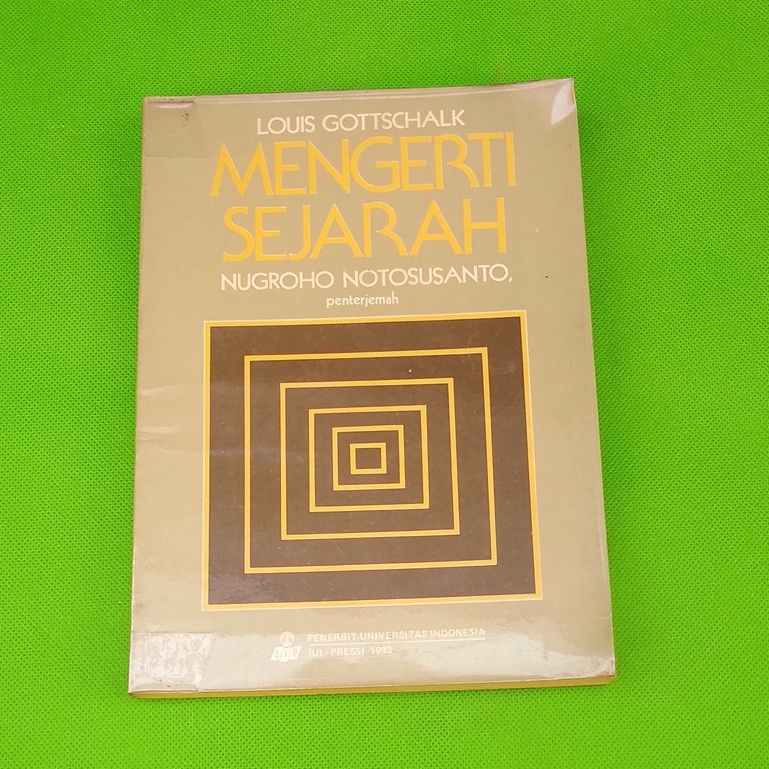 LOUIS GOTTSCHALK
MENGERTI
SEJARAH
NUGROHO NOTOSUSANTO,
penterjemah
PENERBIT UNIVERSITAS INDONESIA
(UI - PRESS) 1983